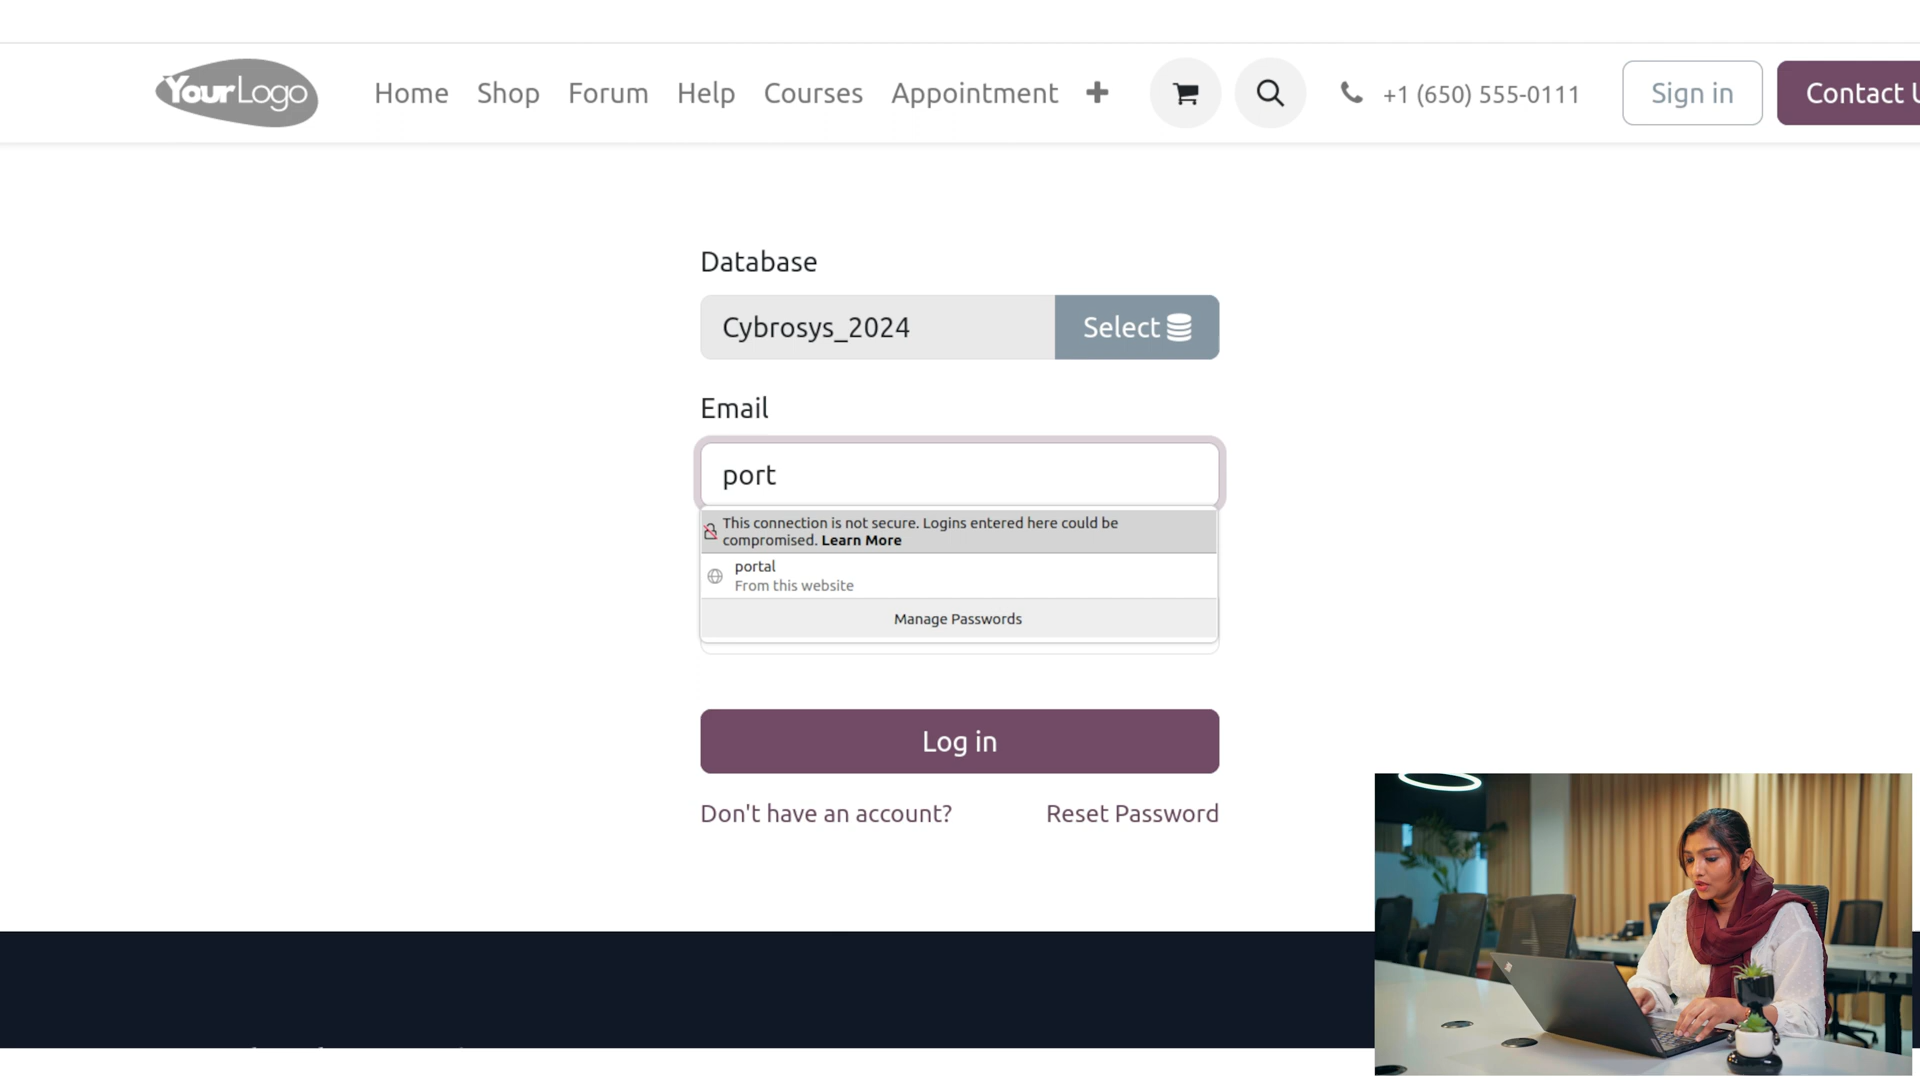 YourLogo
Home Shop Forum Help Courses Appointment
+1 (650) 555-0111
Sign in
Contact U
Database
Cybrosys_2024
Select
Email
port
This connection is not secure. Logins entered here could be
compromised. Learn More
portal
From this website
Manage Passwords
Log in
Don't have an account? Reset Password